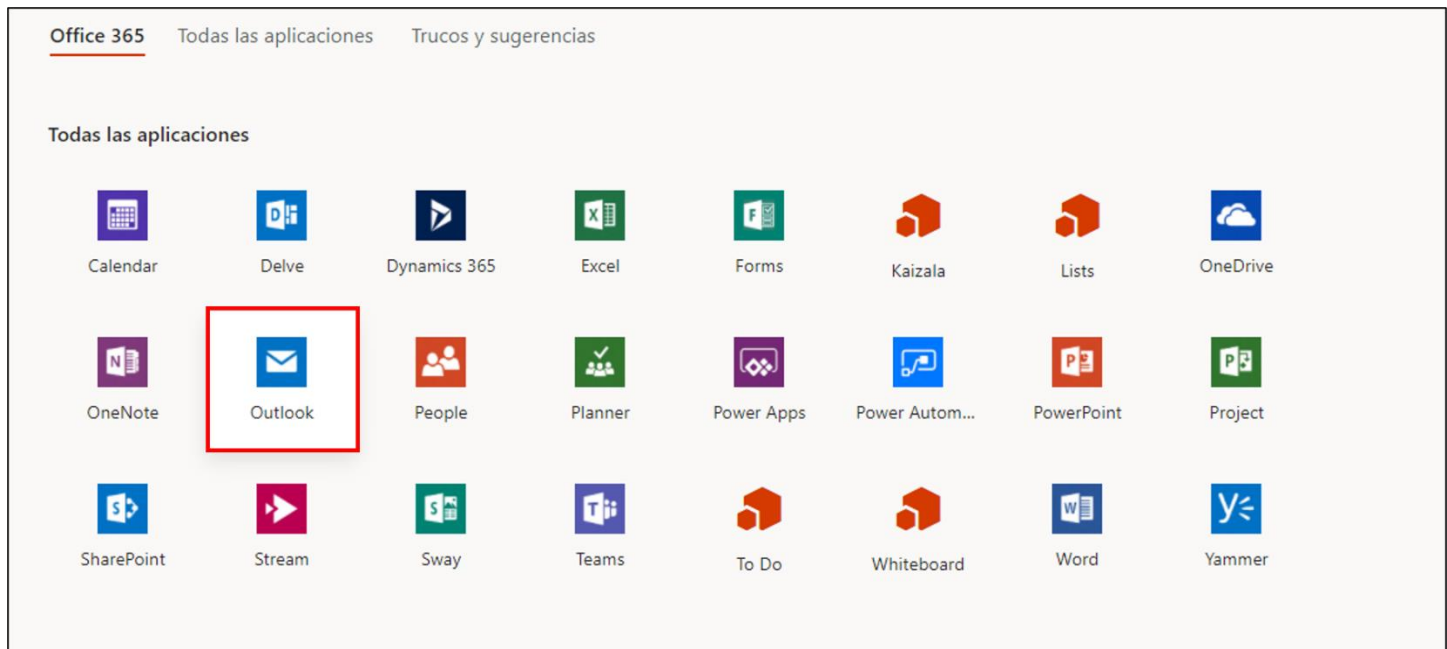 Office 365 Todas las aplicaciones Trucos y sugerencias
Todas las aplicaciones
Calendar Delve Dynamics 365 Excel Forms Kaizala Lists OneDrive
OneNote Outlook People Planner Power Apps Power Autom... PowerPoint Project
SharePoint Stream Sway Teams To Do Whiteboard Word Yammer